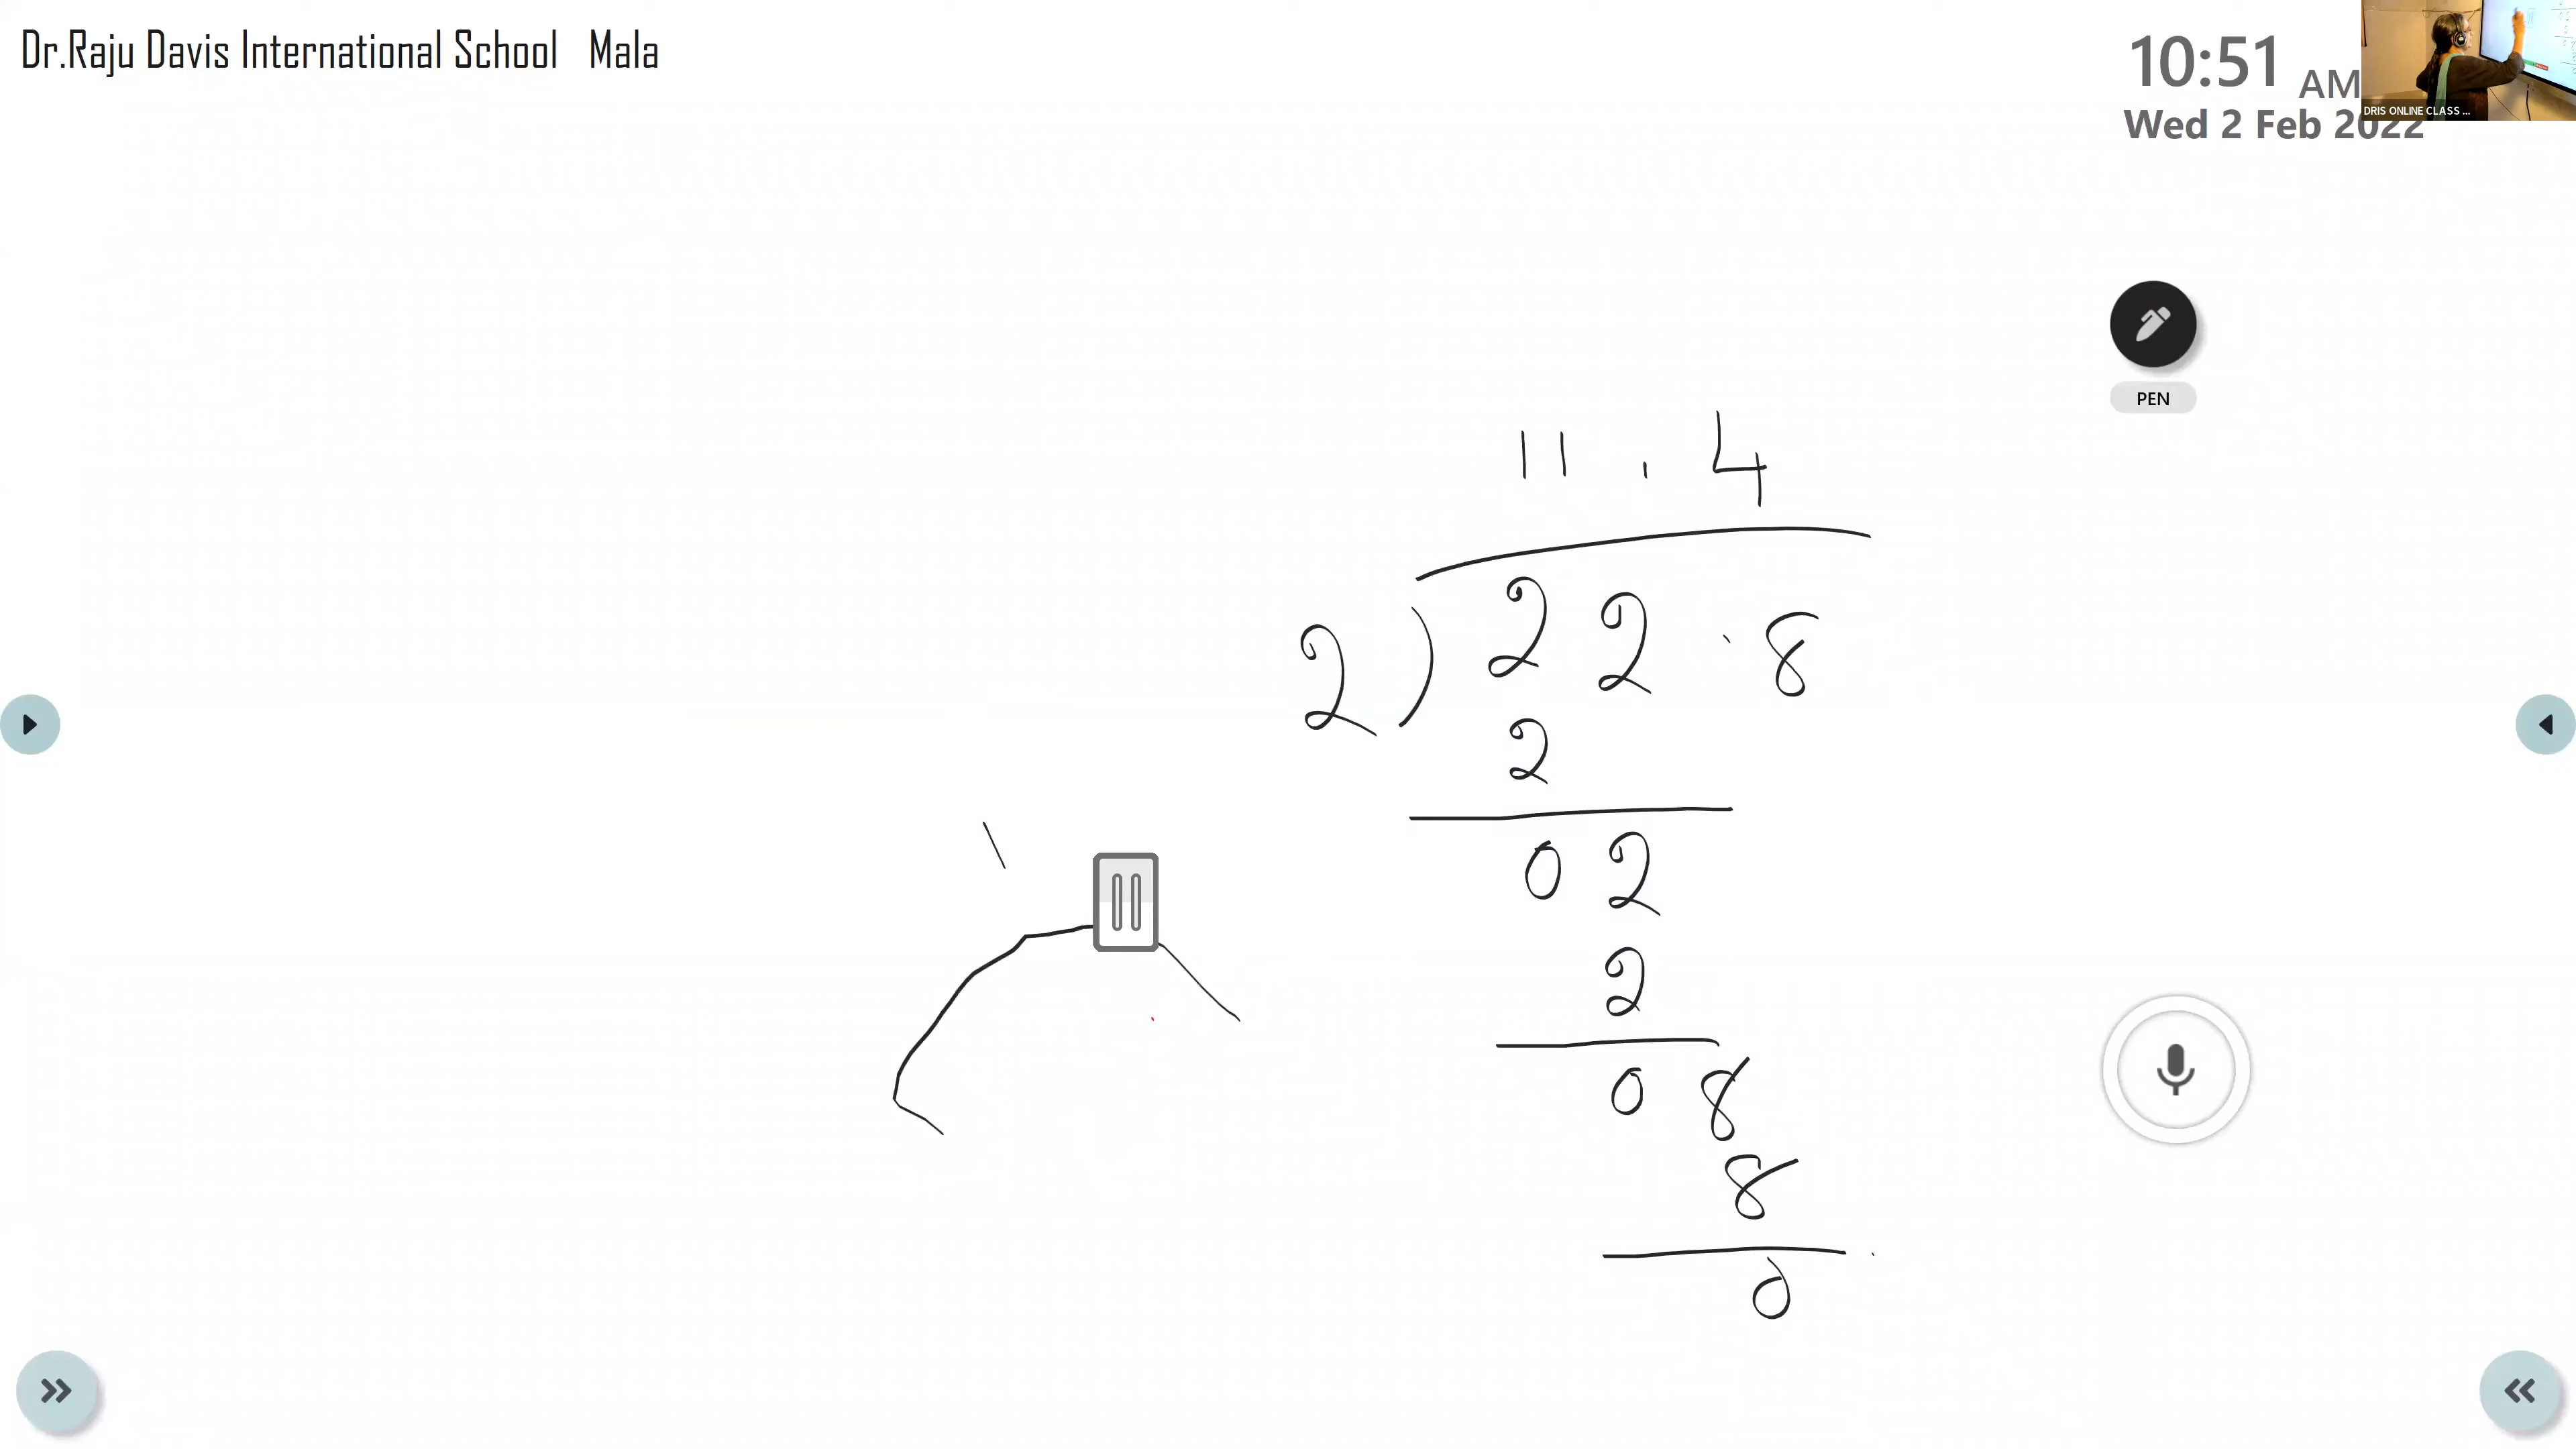 Dr.Raju Davis International School Mala
10:51 AM
Wed 2 Feb 2022
DRIS ONLINE CLASS ...
PEN
11.4
2) 22.8
2
02
2
08
8
0